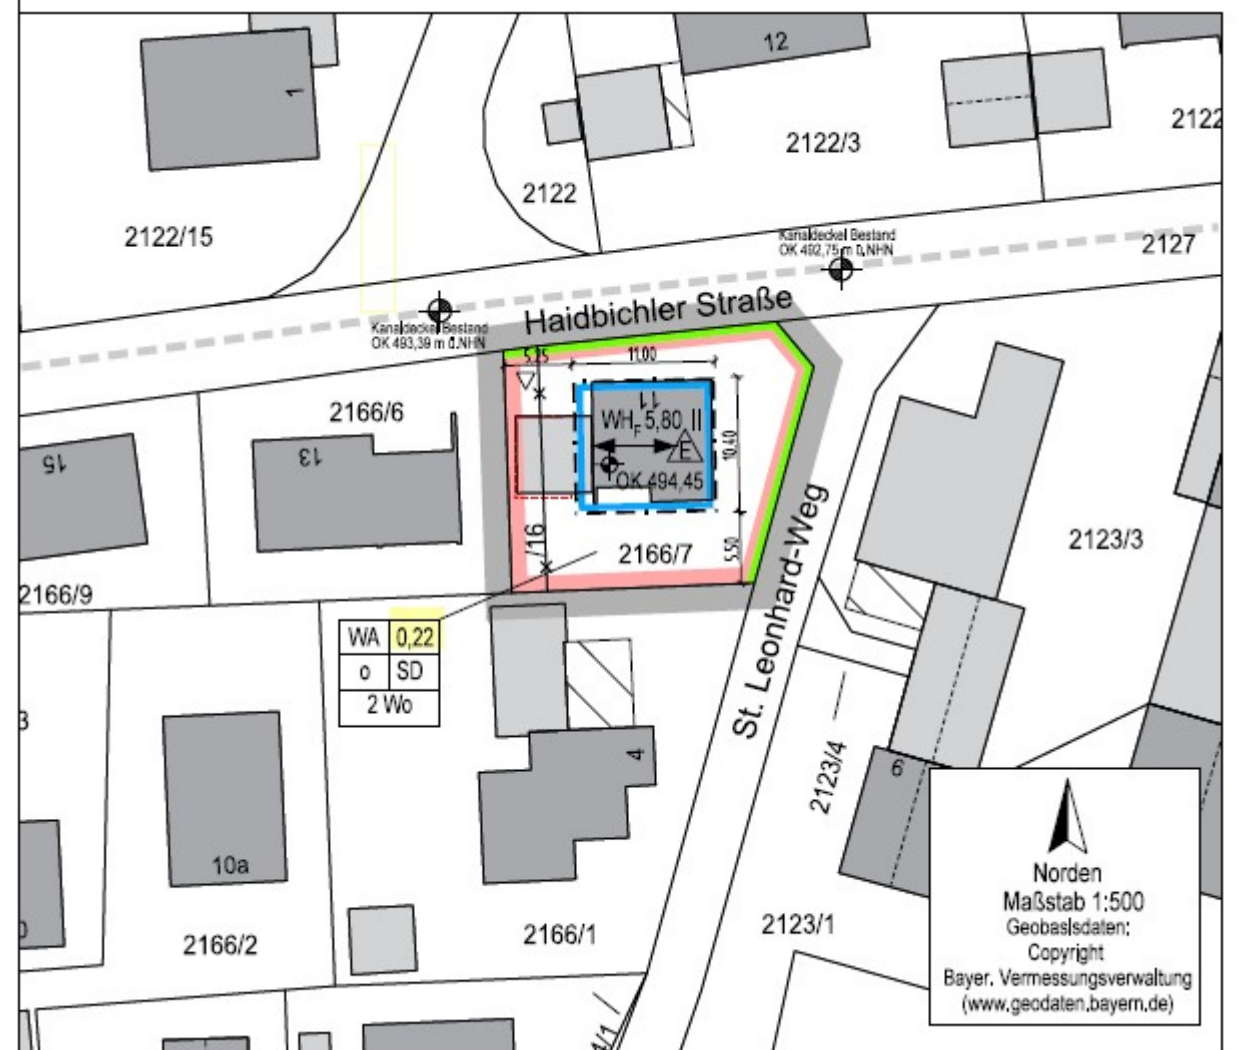 12
1
2122/3
2122
2122
2122/15
Kanaldeckel Bestand
OK 492,75 m ü.NHN
2127
Haidbichler Straße
Kanaldeckel Bestand
OK 493,39 m ü.NHN
5,25
11,00
2166/6
11
WH F 5,80 II
E
10,40
OK 494,45
15
13
/16
2166/7
5,50
2123/3
2166/9
WA 0,22
o SD
2 Wo
St. Leonhard-Weg
3
4
2123/4
6
10a
2166/2
2166/1
2123/1
Norden
Maßstab 1:500
Geobasisdaten:
Copyright
Bayer. Vermessungsverwaltung
(www.geodaten.bayern.de)
4/1